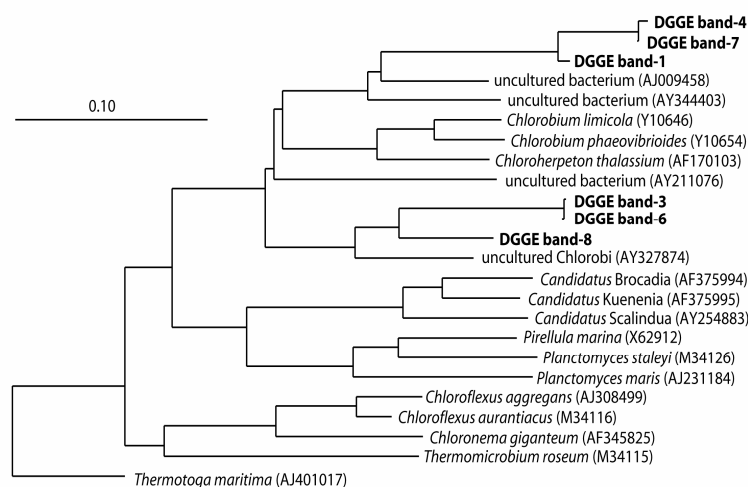 DGGE band-4
DGGE band-7
DGGE band-1
uncultured bacterium (AJ009458)
0.10
uncultured bacterium (AY344403)
Chlorobium limicola (Y10646)
Chlorobium phaeovibrioides (Y10654)
Chloroherpeton thalassium (AF170103)
uncultured bacterium (AY211076)
DGGE band-3
DGGE band-6
DGGE band-8
uncultured Chlorobi (AY327874)
Candidatus Brocadia (AF375994)
Candidatus Kuenenia (AF375995)
Candidatus Scalindua (AY254883)
Pirellula marina (X62912)
Planctomyces staleyi (M34126)
Planctomyces maris (AJ231184)
Chloroflexus aggregans (AJ308499)
Chloroflexus aurantiacus (M34116)
Chloronema giganteum (AF345825)
Thermomicrobium roseum (M34115)
Thermotoga maritima (AJ401017)